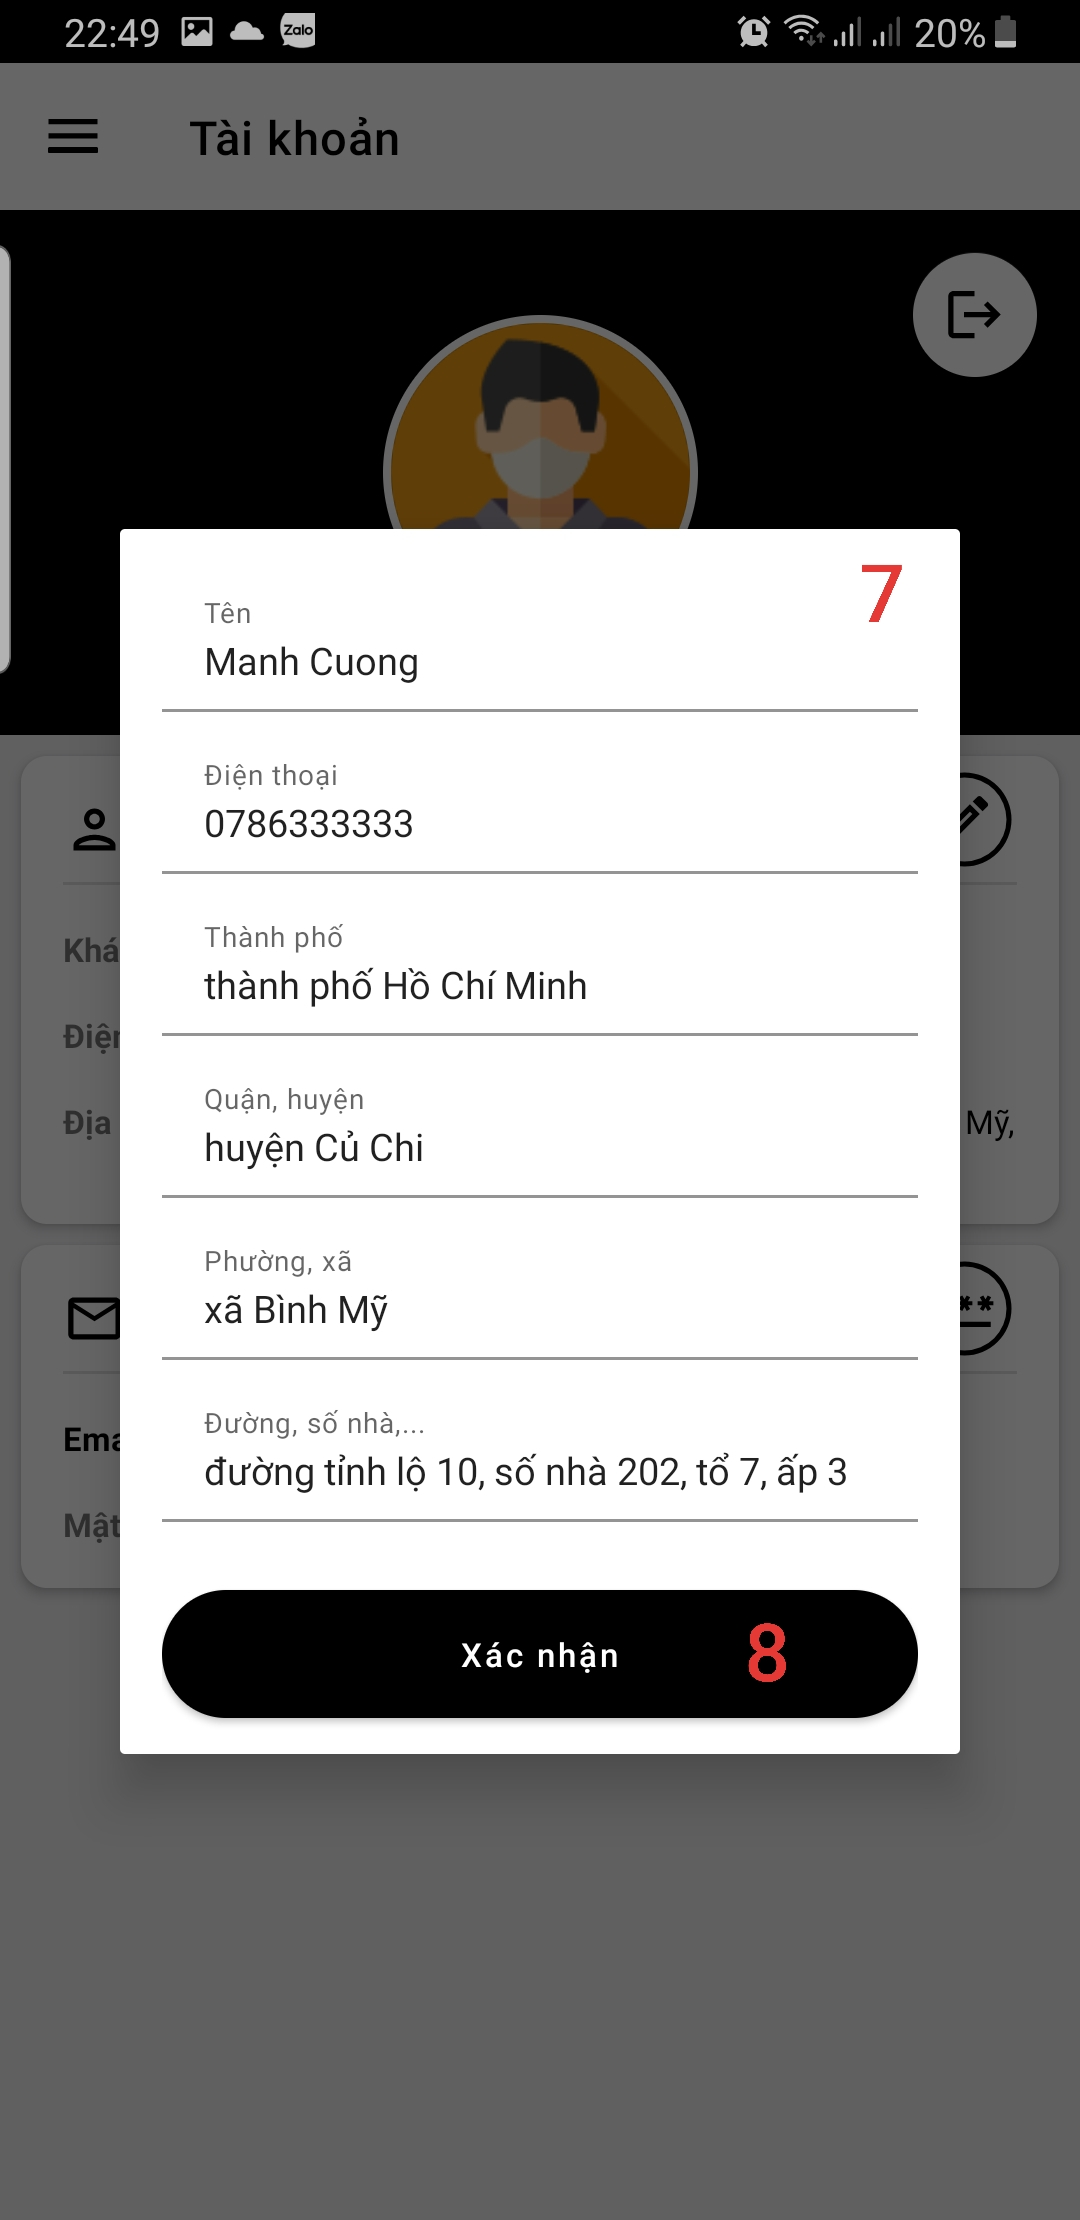 22:49 Zalo 20%
Tài khoản
7
Tên
Manh Cuong
Điện thoại
0786333333
Khá
Thành phố
thành phố Hồ Chí Minh
Điện
Quận, huyện
Địa Mỹ,
huyện Củ Chi
Phường, xã
xã Bình Mỹ
**
Đường, số nhà,...
Ema
đường tỉnh lộ 10, số nhà 202, tổ 7, ấp 3
Mật
Xác nhận 8